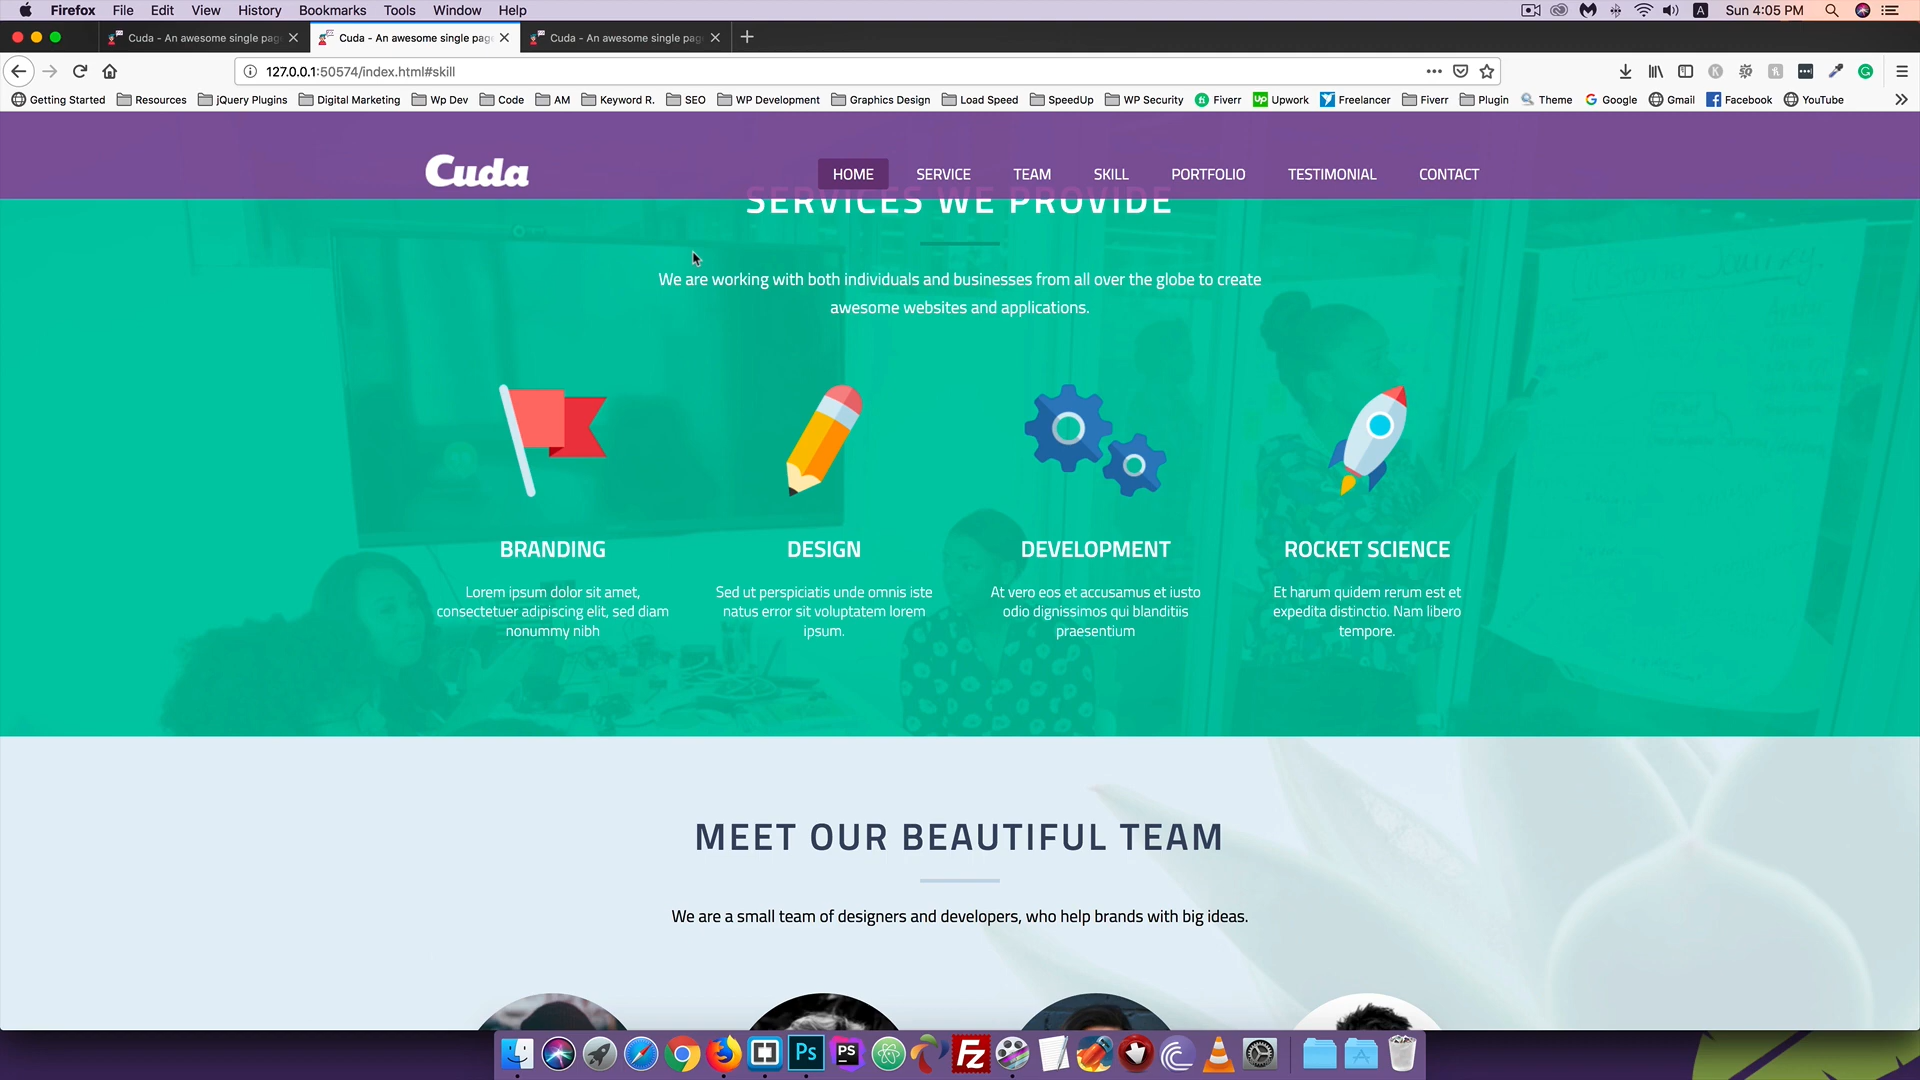 Firefox File Edit View History Bookmarks Tools Window Help
A Sun 4:05 PM
Cuda - An awesome single pag
Cuda - An awesome single page
Cuda - An awesome single pag
127.0.0.1:50574/index.html#skill
Getting Started Resources jQuery Plugins Digital Marketing Wp Dev Code AM Keyword R. SEO WP Development Graphics Design Load Speed SpeedUp WP Security Fiverr Upwork Freelancer Fiverr Plugin Theme Google Gmail Facebook YouTube
Cuda
HOME SERVICE TEAM SKILL PORTFOLIO TESTIMONIAL CONTACT
SERVICES WE PROVIDE
We are working with both individuals and businesses from all over the globe to create
awesome websites and applications.
BRANDING
Lorem ipsum dolor sit amet,
consectetuer adipiscing elit, sed diam
nonummy nibh
DESIGN
Sed ut perspiciatis unde omnis iste
natus error sit voluptatem lorem
ipsum.
DEVELOPMENT
At vero eos et accusamus et iusto
odio dignissimos qui blanditiis
praesentium
ROCKET SCIENCE
Et harum quidem rerum est et
expedita distinctio. Nam libero
tempore.
MEET OUR BEAUTIFUL TEAM
We are a small team of designers and developers, who help brands with big ideas.
Ps PS FZ